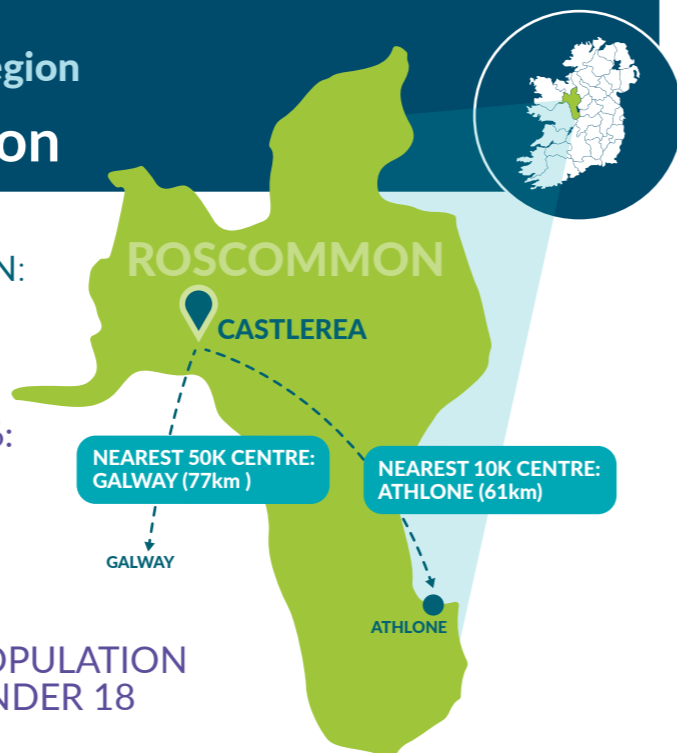 egion
on
N:
ROSCOMMON
CASTLEREA
:
NEAREST 50K CENTRE:
GALWAY (77km )
NEAREST 10K CENTRE:
ATHLONE (61km)
GALWAY
ATHLONE
OPULATION
NDER 18